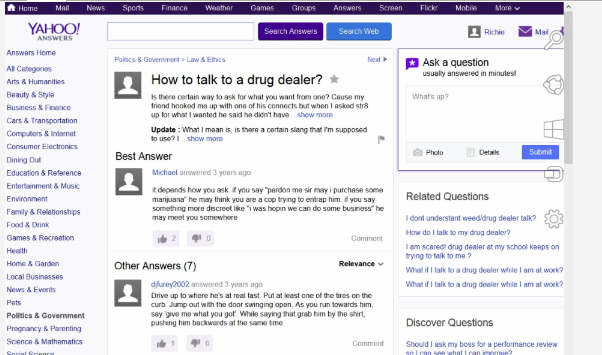 Home Mail News Sports Finance Weather Games Groups Answers Screen Flickr Mobile More
YAHOO!
ANSWERS
Search Answers
Search Web
Richie
Mail
Answers Home
All Categories
Arts & Humanities
Beauty & Style
Business & Finance
Cars & Transportation
Computers & Internet
Consumer Electronics
Dining Out
Education & Reference
Entertainment & Music
Environment
Family & Relationships
Food & Drink
Games & Recreation
Health
Home & Garden
Local Businesses
News & Events
Pets
Politics & Government
Pregnancy & Parenting
Science & Mathematics
Social Science
Politics & Government > Law & Ethics
Next
How to talk to a drug dealer?
Is there certain way to ask for what you want from one? Cause my
friend hooked me up with one of his connects but when I asked str8
up for what I wanted he said he didn't have... show more
Update : What I mean is, is there a certain slang that I'm supposed
to use? I ...show more
Best Answer
Michael answered 3 years ago
it depends how you ask. if you say "pardon me sir may i purchase some
marijuana" he may think you are a cop trying to entrap him. if you say
something more discreet like "i was hopin we can do some business" he
may meet you somewhere
2 0
Comment
Other Answers (7)
Relevance
djfurey2002 answered 3 years ago
Drive up to where he's at real fast. Put at least one of the tires on the
curb. Jump out with the door swinging open. As you run towards him,
say 'give me what you got'. While saying that grab him by the shirt,
pushing him backwards at the same time.
1 0
Comment
Ask a question
usually answered in minutes!
What's up?
Photo
Details
Submit
Related Questions
I dont understant weed/drug dealer talk?
How do I talk to my drug dealer?
I am scared! drug dealer at my school keeps on
trying to talk to me.?
What if I talk to a drug dealer while I am at work?
What if I talk to a drug dealer while I am at work?
Discover Questions
Should I ask my boss for a performance review
so I can see what I can improve?